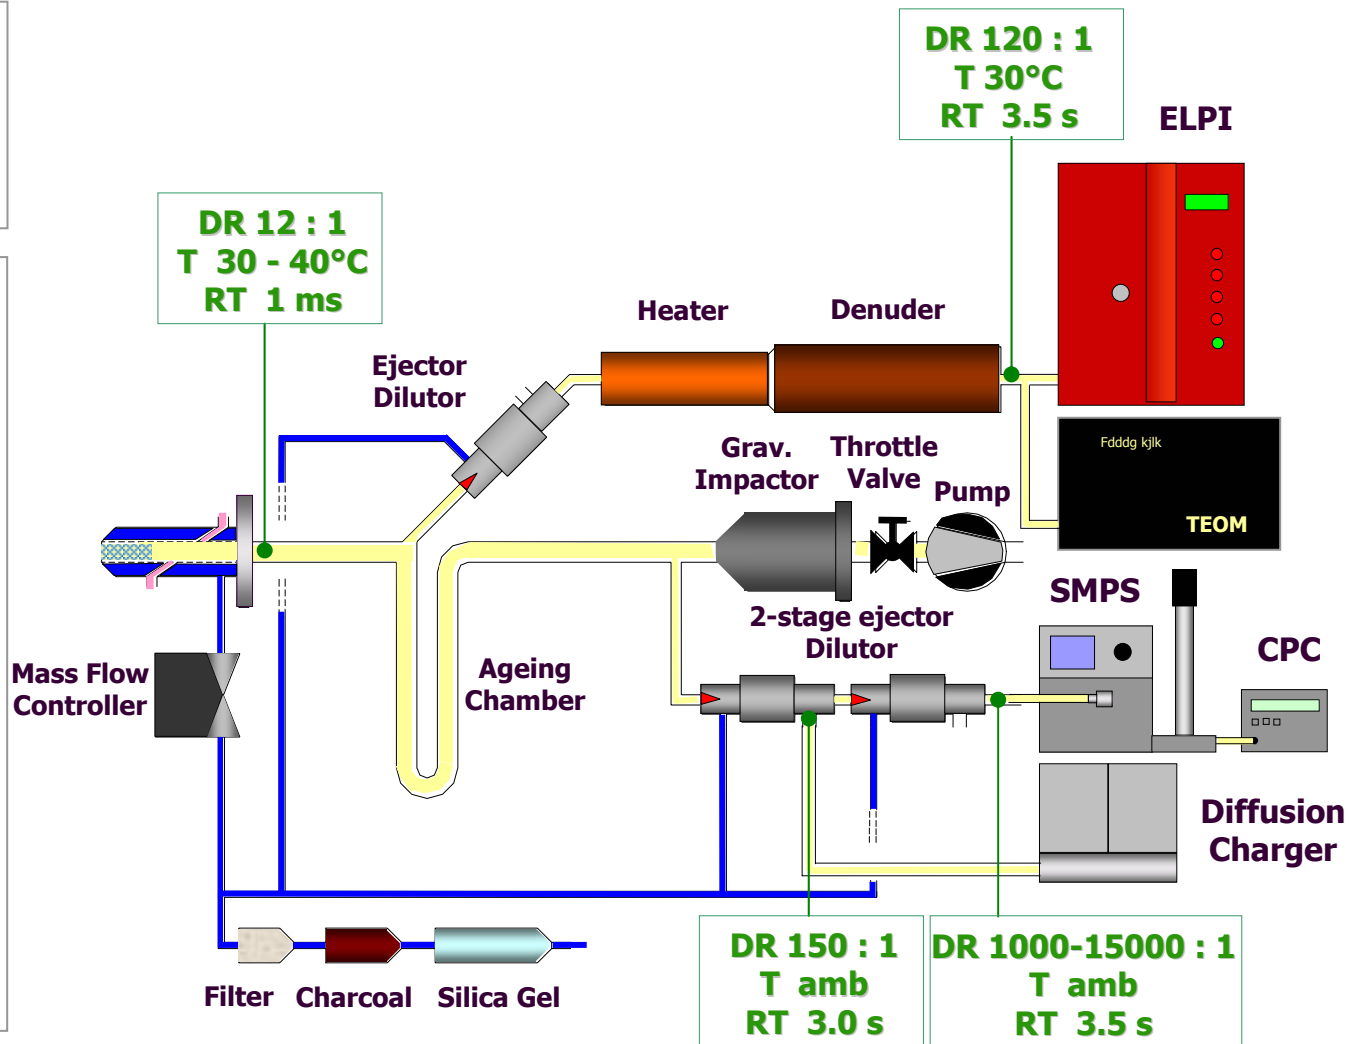 DR 120 : 1
T 30°C
RT 3.5 s
ELPI
DR 12 : 1
T 30 - 40°C
RT 1 ms
Heater
Denuder
Ejector
Dilutor
Fdddg kjlk
TEOM
Grav.
Impactor
Throttle
Valve
Pump
SMPS
2-stage ejector
Dilutor
CPC
Mass Flow
Controller
Ageing
Chamber
Diffusion
Charger
DR 150 : 1
T amb
RT 3.0 s
DR 1000-15000 : 1
T amb
RT 3.5 s
Filter
Charcoal
Silica Gel